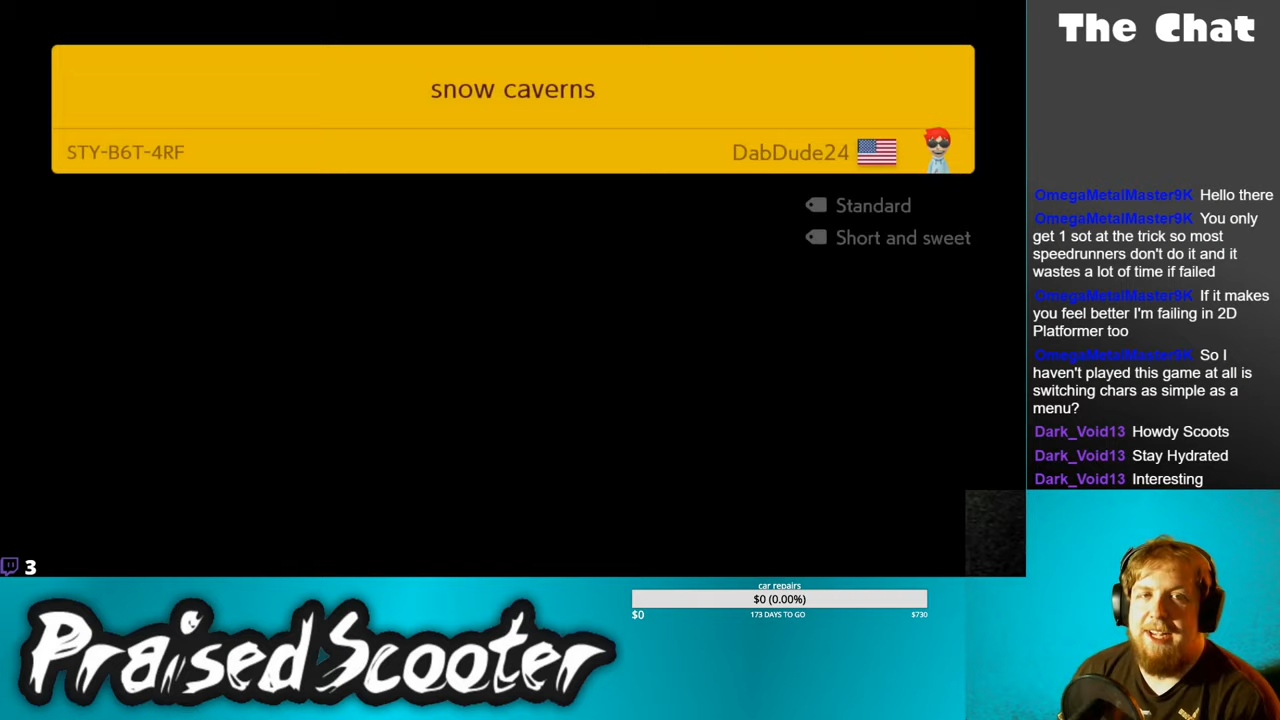 The Chat
snow caverns
STY-B6T-4RF
DabDude24
Standard
Short and sweet
OmegaMetalMaster9K Hello there
OmegaMetalMaster9K You only
get 1 sot at the trick so most
speedrunners don't do it and it
wastes a lot of time if failed
OmegaMetalMaster9K If it makes
you feel better I'm failing in 2D
Platformer too
OmegaMetalMaster9K So I
haven't played this game at all is
switching chars as simple as a
menu?
Dark_Void13 Howdy Scoots
Dark_Void13 Stay Hydrated
Dark_Void13 Interesting
3
car repairs
$0 (0.00%)
$0
173 DAYS TO GO
$730
PraisedScooter